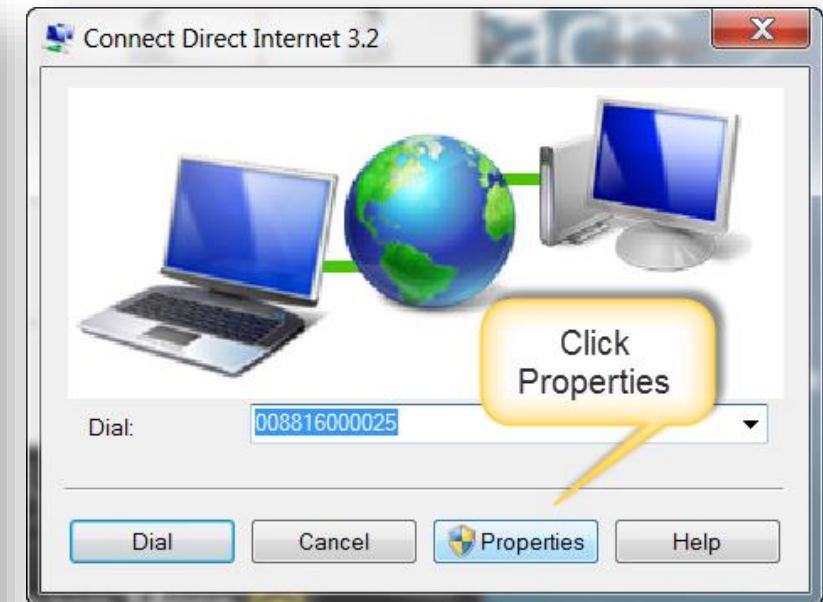 Connect Direct Internet 3.2
Click
Properties
Dial:
008816000025
Dial
Cancel
Properties
Help